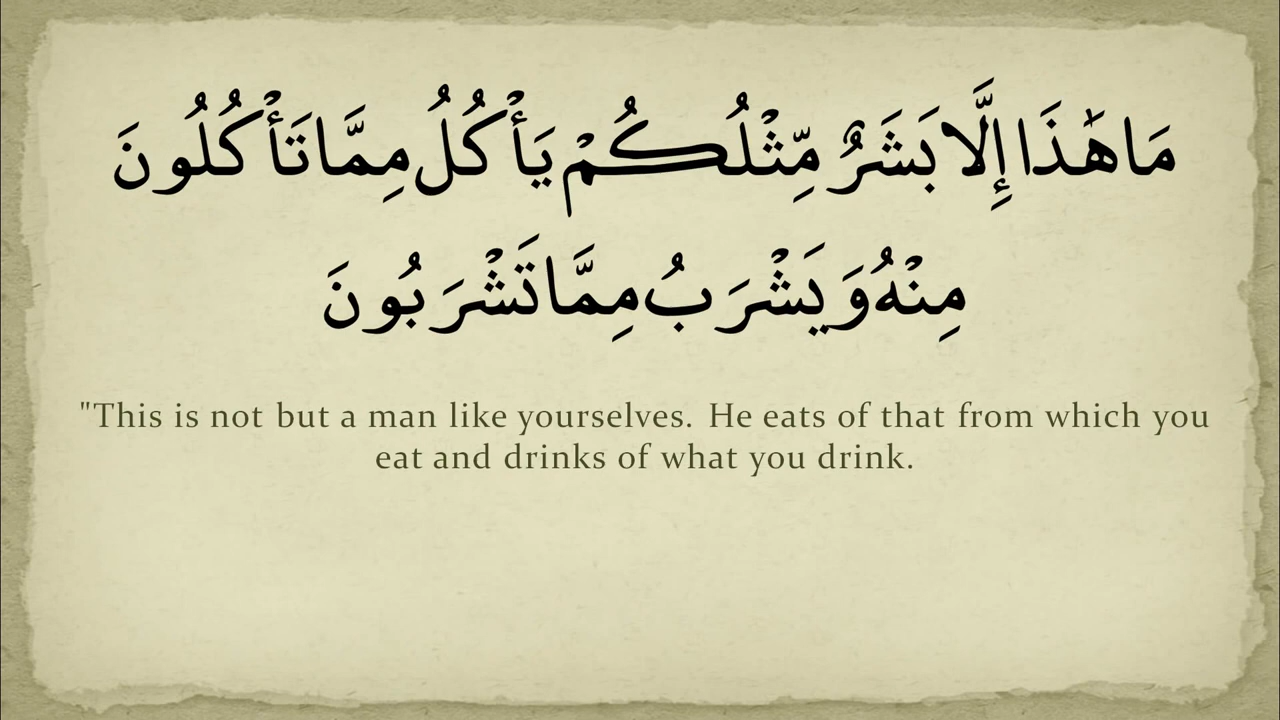 مَا هَٰذَا إِلَّا بَشَرٌ مِّثْلُكُمْ يَأْكُلُ مِمَّا تَأْكُلُونَ
مِنْهُ وَيَشْرَبُ مِمَّا تَشْرَبُونَ
"This is not but a man like yourselves. He eats of that from which you
eat and drinks of what you drink.